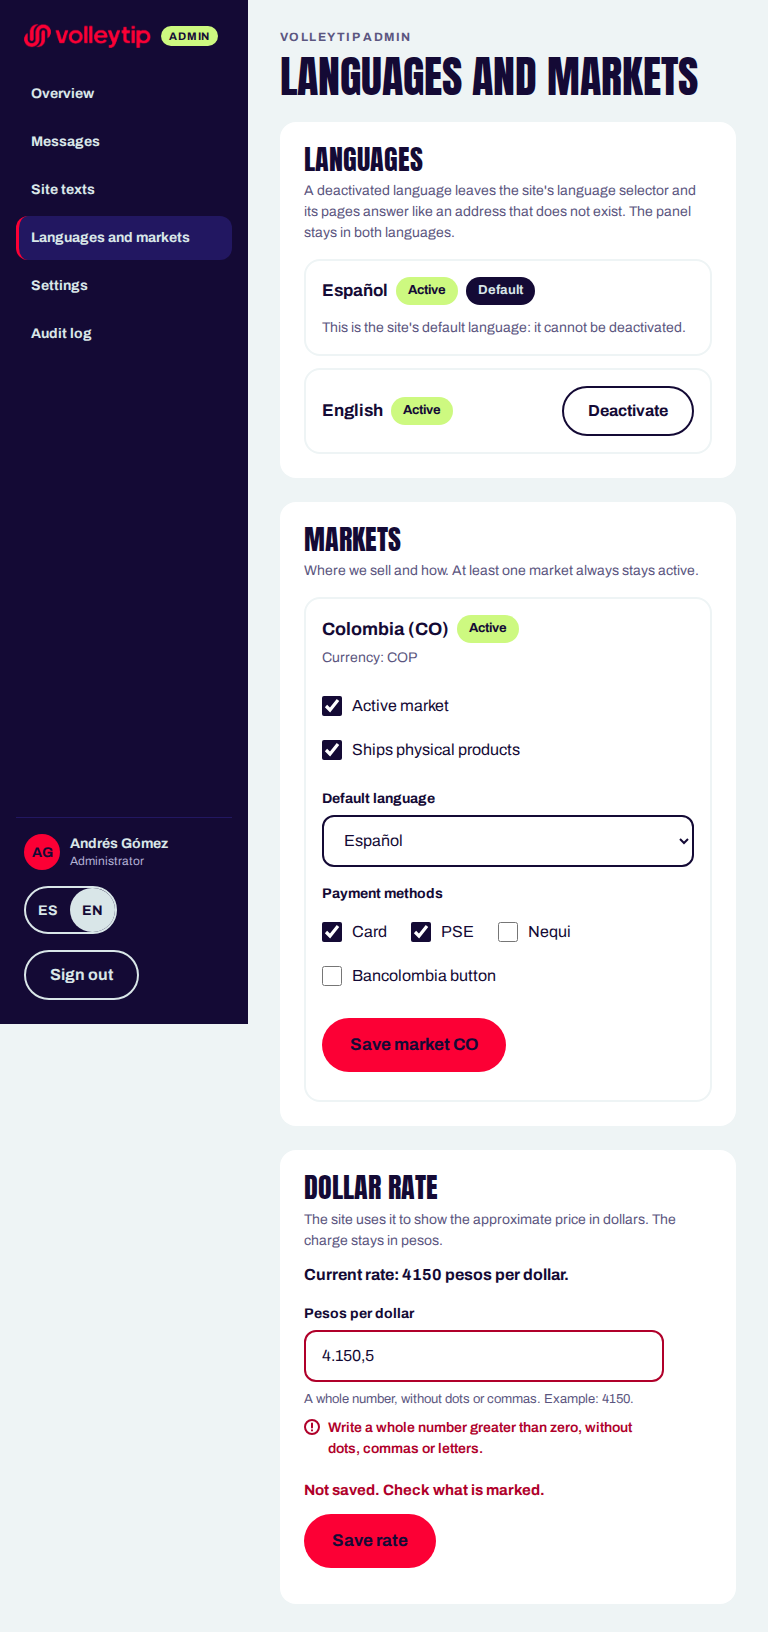 volleytip ADMIN
Overview
Messages
Site texts
Languages and markets
Settings
Audit log
AG
Andrés Gómez
Administrator
ES EN
Sign out
VOLLEYTIP ADMIN
LANGUAGES AND MARKETS
LANGUAGES
A deactivated language leaves the site's language selector and
its pages answer like an address that does not exist. The panel
stays in both languages.
Español Active Default
This is the site's default language: it cannot be deactivated.
English Active Deactivate
MARKETS
Where we sell and how. At least one market always stays active.
Colombia (CO) Active
Currency: COP
Active market
Ships physical products
Default language
Español
Payment methods
Card PSE Nequi
Bancolombia button
Save market CO
DOLLAR RATE
The site uses it to show the approximate price in dollars. The
charge stays in pesos.
Current rate: 4150 pesos per dollar.
Pesos per dollar
4.150,5
A whole number, without dots or commas. Example: 4150.
Write a whole number greater than zero, without
dots, commas or letters.
Not saved. Check what is marked.
Save rate